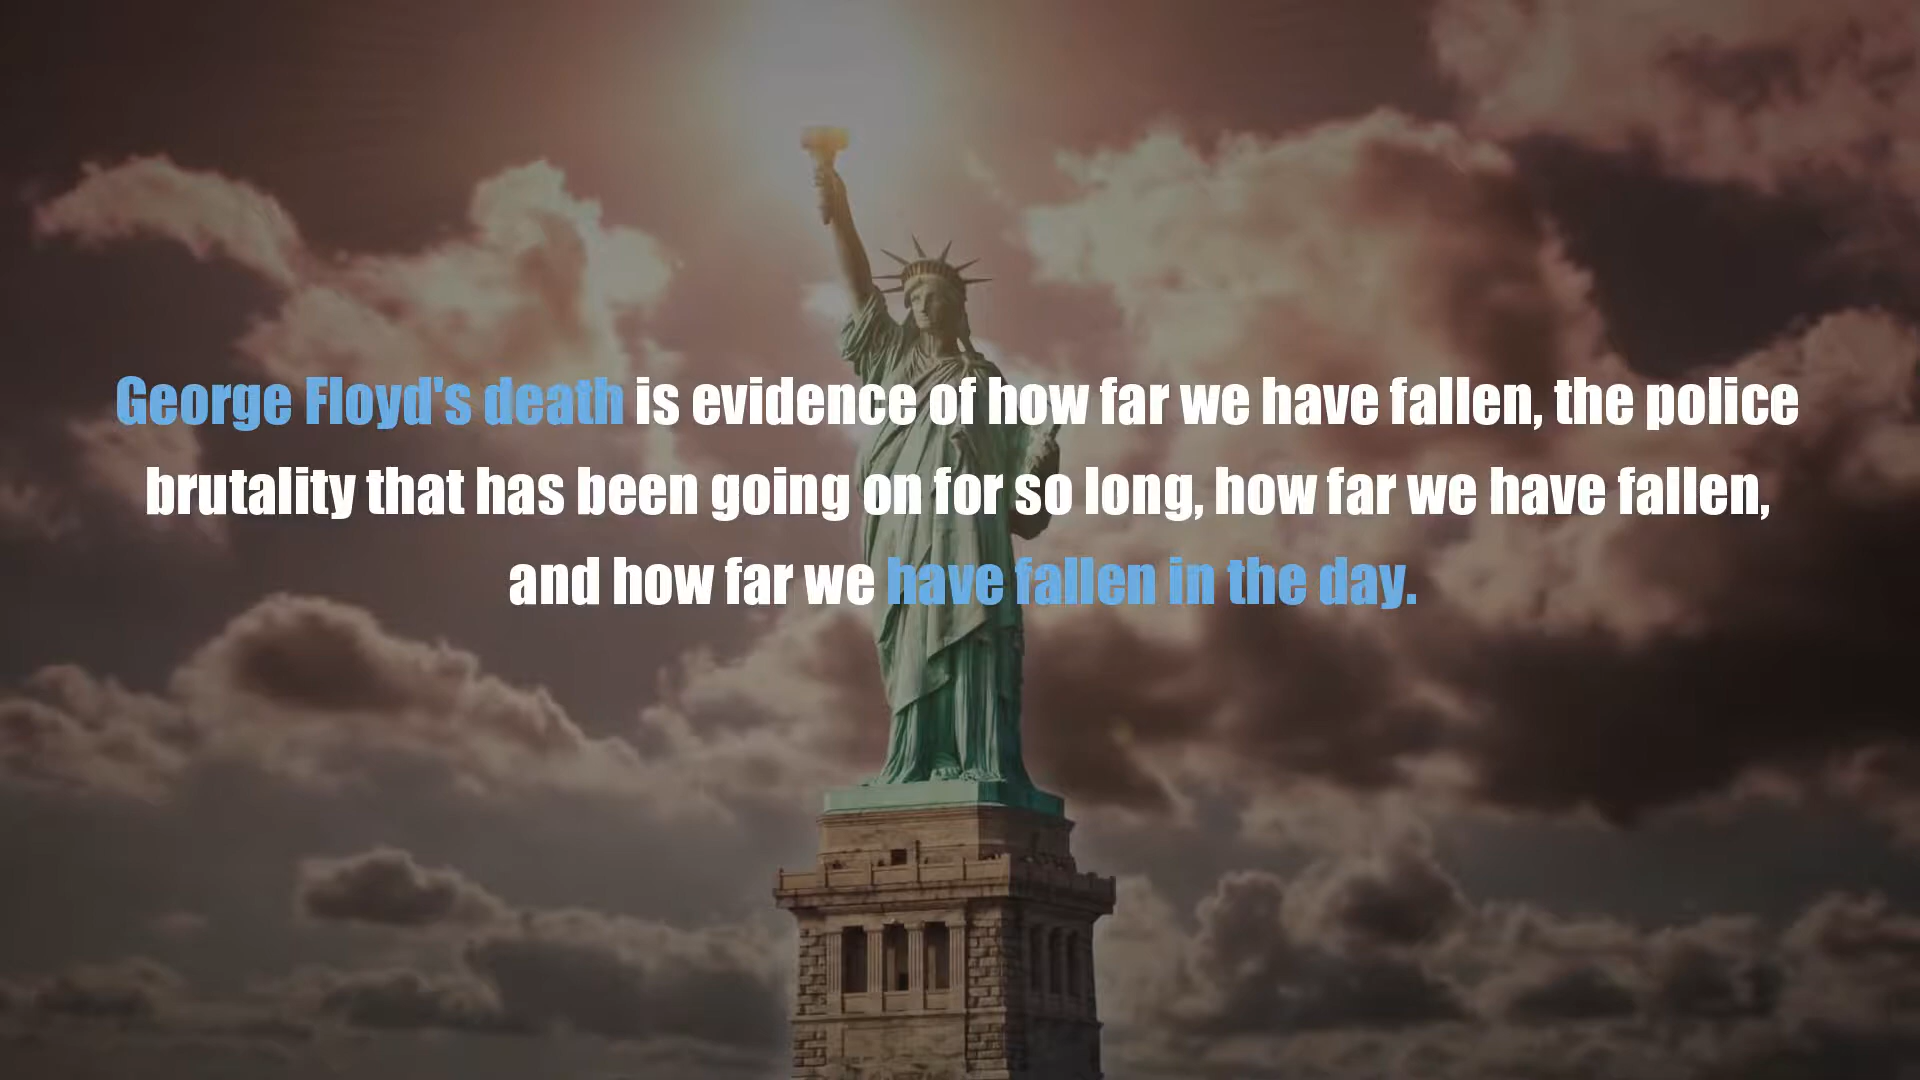 George Floyd's death is evidence of how far we have fallen, the police
brutality that has been going on for so long, how far we have fallen,
and how far we have fallen in the day.